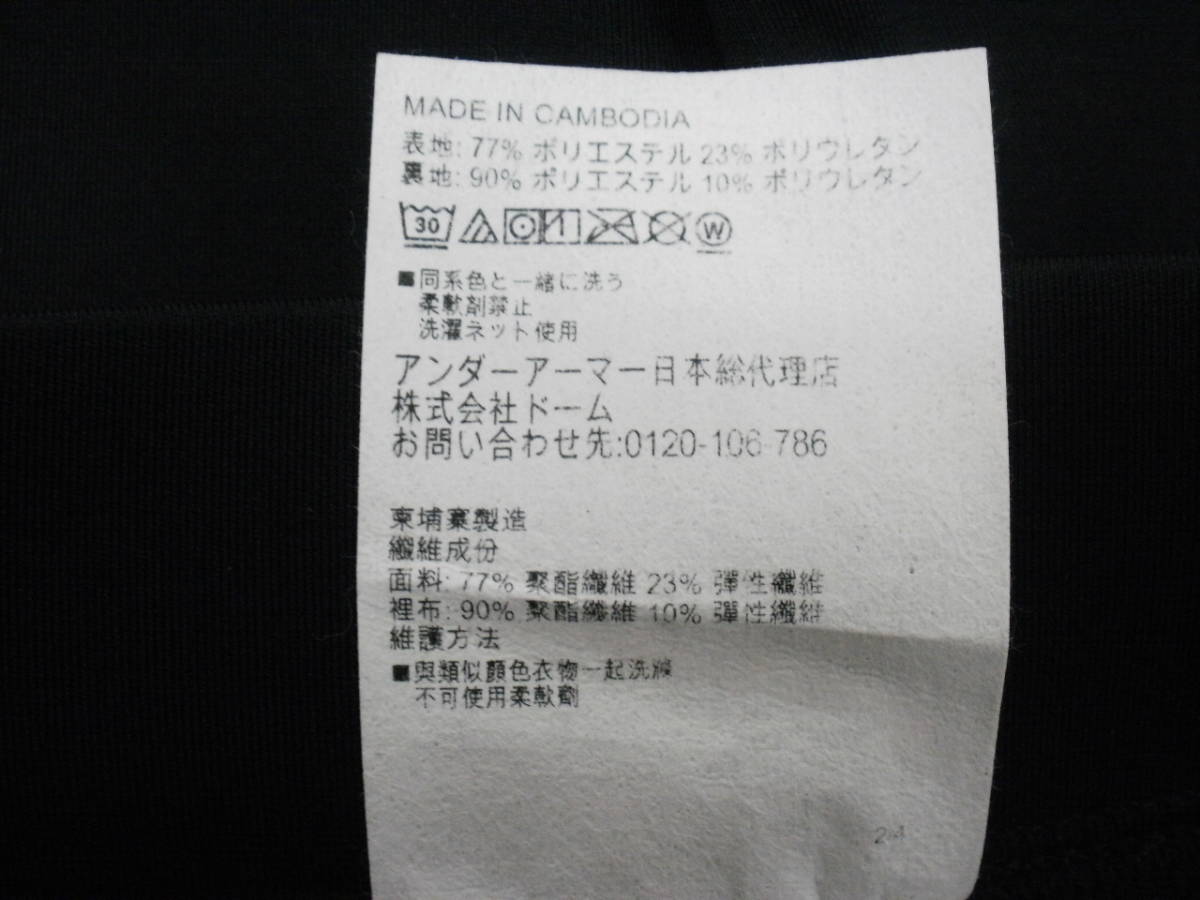 MADE IN CAMBODIA
表地: 77% ポリエステル 23% ポリウレタン
裏地: 90% ポリエステル 10% ポリウレタン
30 W
■同系色と一緒に洗う
柔軟剤禁止
洗濯ネット使用
アンダーアーマー日本総代理店
株式会社ドーム
お問い合わせ先:0120-106-786
柬埔寨製造
纖維成份
面料: 77% 聚酯纖維 23% 彈性纖維
裡布: 90% 聚酯纖維 10% 彈性纖維
維護方法
■與類似顏色衣物一起洗滌
不可使用柔軟劑
2-4